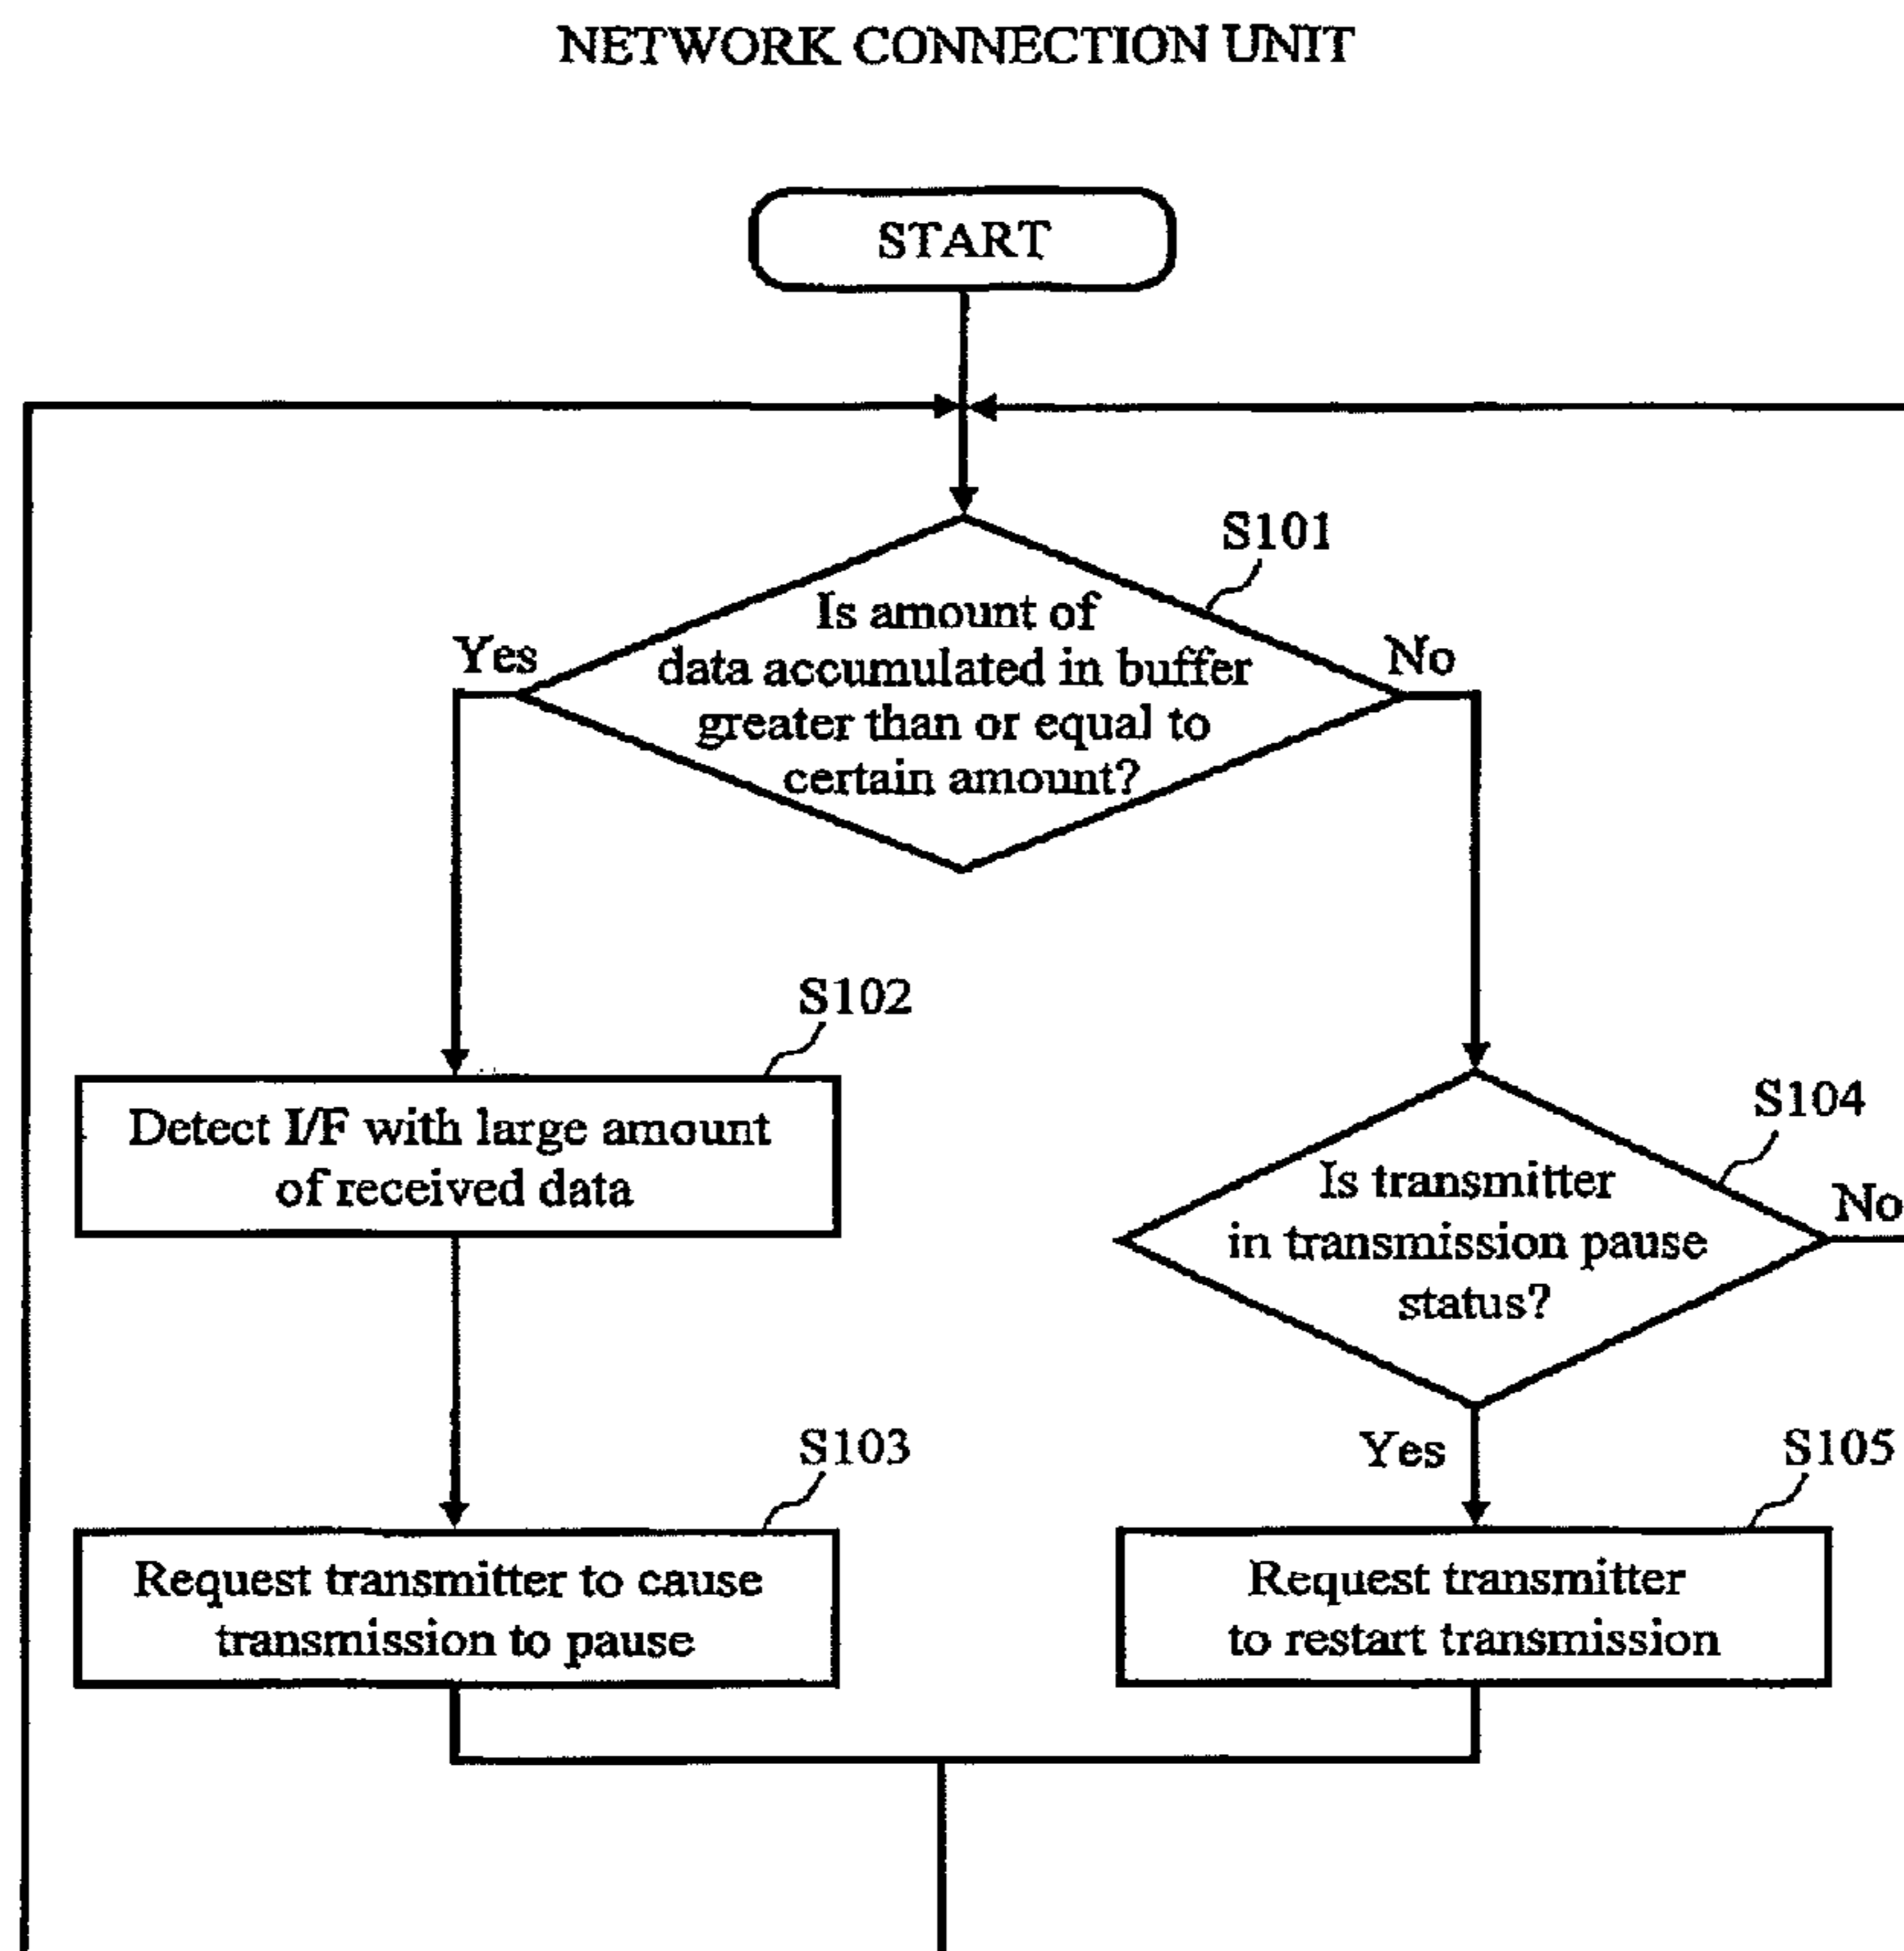 NETWORK CONNECTION UNIT
START
S101
Is amount of
data accumulated in buffer
greater than or equal to
certain amount?
Yes
No
S102
Detect I/F with large amount
of received data
S104
Is transmitter
in transmission pause
status?
No
Yes
S103
Request transmitter to cause
transmission to pause
S105
Request transmitter
to restart transmission